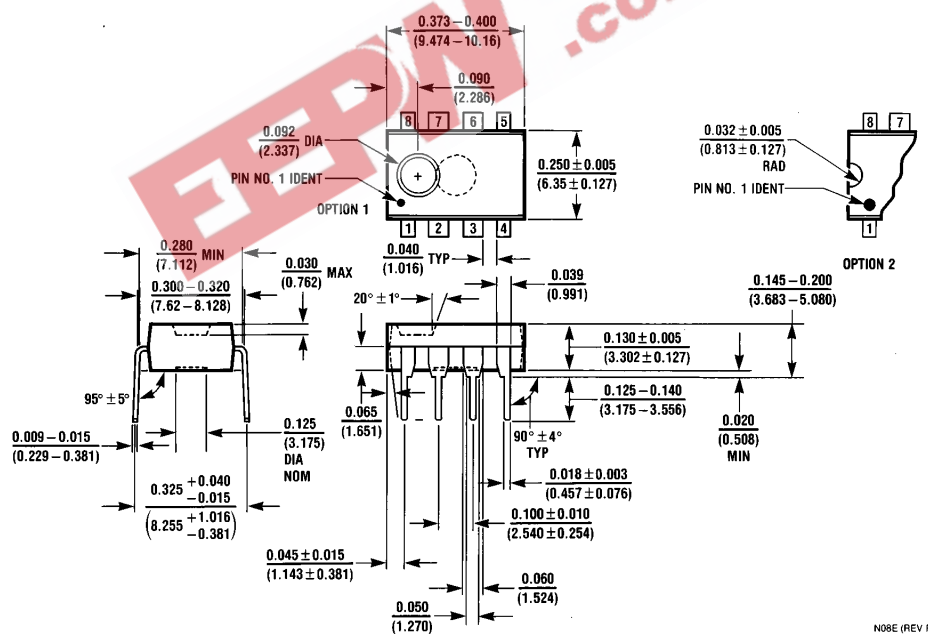 EEPW
.co
0.373 – 0.400
(9.474 – 10.16)
0.090
(2.286)
8 7 6 5
0.092
(2.337)
DIA
PIN NO. 1 IDENT
OPTION 1
1 2 3 4
0.250 ± 0.005
(6.35 ± 0.127)
0.032 ± 0.005
(0.813 ± 0.127)
RAD
PIN NO. 1 IDENT
8 7
1
OPTION 2
0.280
(7.112)
MIN
0.300 – 0.320
(7.62 – 8.128)
0.030
(0.762)
MAX
0.040
(1.016)
TYP
0.039
(0.991)
0.145 – 0.200
(3.683 – 5.080)
20° ± 1°
0.130 ± 0.005
(3.302 ± 0.127)
0.125 – 0.140
(3.175 – 3.556)
0.020
(0.508)
MIN
95° ± 5°
0.065
(1.651)
90° ± 4°
TYP
0.009 – 0.015
(0.229 – 0.381)
0.125
(3.175)
DIA
NOM
0.018 ± 0.003
(0.457 ± 0.076)
0.325 +0.040
–0.015
(8.255 +1.016
–0.381)
0.100 ± 0.010
(2.540 ± 0.254)
0.045 ± 0.015
(1.143 ± 0.381)
0.060
(1.524)
0.050
(1.270)
N08E (REV